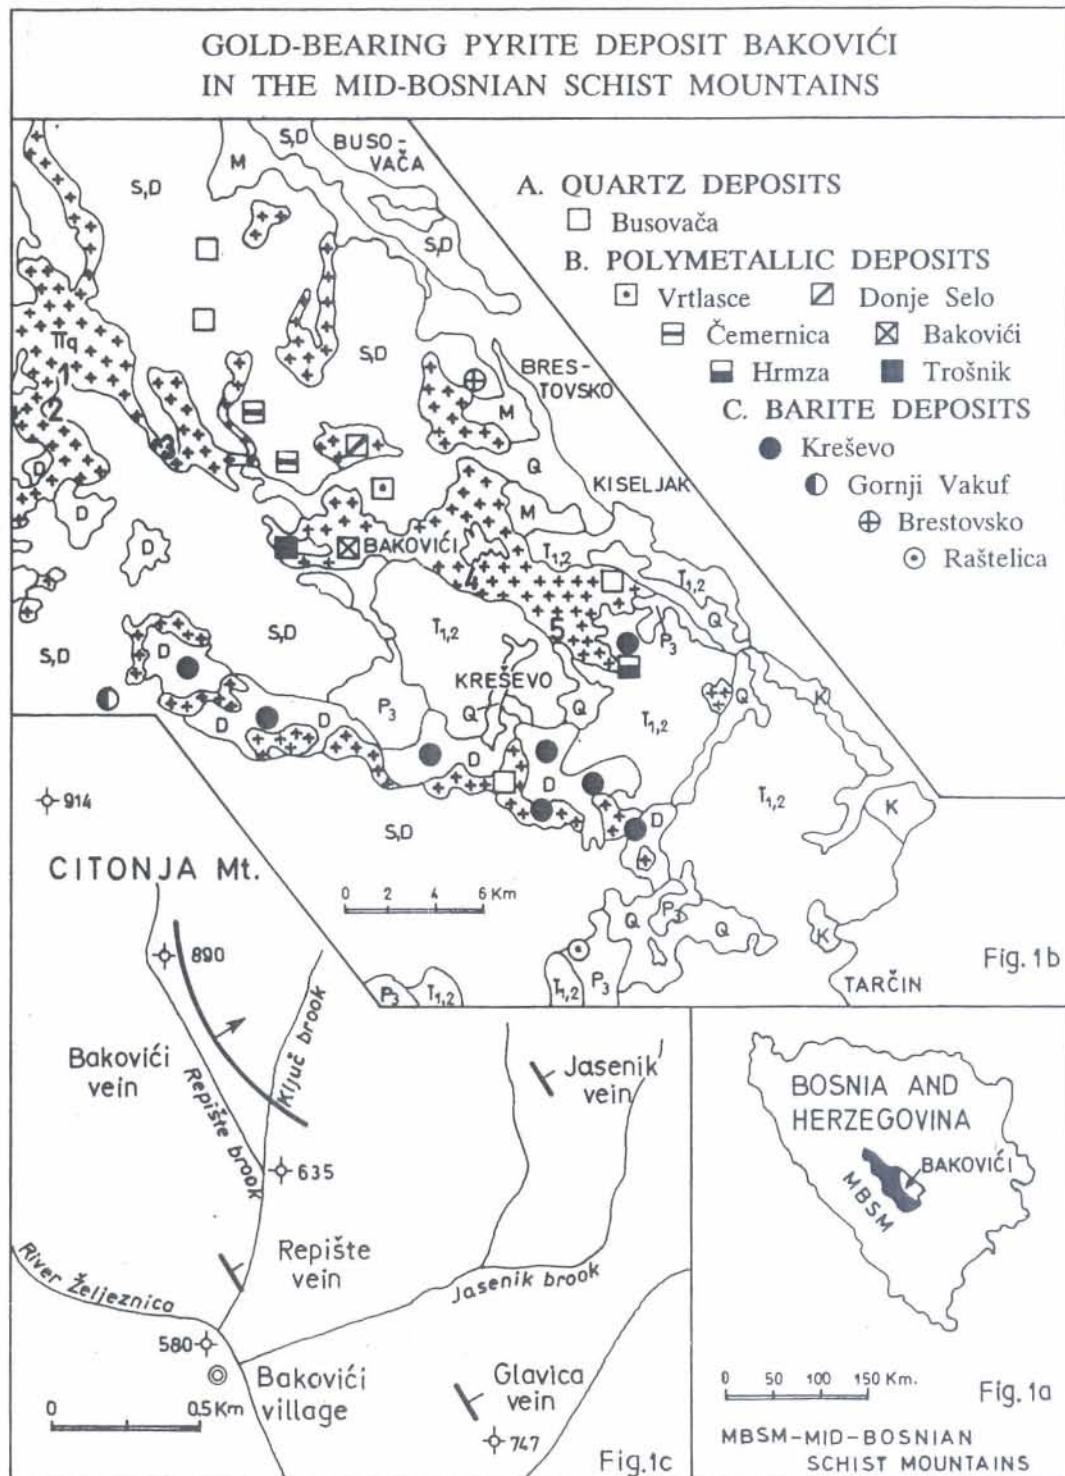 GOLD-BEARING PYRITE DEPOSIT BAKOVIĆI
IN THE MID-BOSNIAN SCHIST MOUNTAINS
A. QUARTZ DEPOSITS
Busovača
B. POLYMETALLIC DEPOSITS
Vrtlasce Donje Selo
Čemernica Bakovići
Hrmza Trošnik
C. BARITE DEPOSITS
Kreševo
Gornji Vakuf
Brestovsko
Raštelica
S,D
BUSO-
VAČA
M
S,D
S,D
πq
1
2
3
S,D
BRES-
TOVSKO
M
Q
KISELJAK
M
D
D
D
BAKOVIĆI
4
T1,2
T1,2
Q
5
P3
S,D
S,D
T1,2
D
KREŠEVO
P3
Q
Q
T1,2
Q
K
D
D
D
D
T1,2
K
S,D
D
0 2 4 6 Km
Q
P3
Q
K
P3
T1,2
T1,2
P3
TARČIN
Fig. 1b
914
CITONJA Mt.
890
Ključ brook
Bakovići
vein
Repište brook
635
Jasenik
vein
Repište
vein
River Željeznica
Jasenik brook
580
Bakovići
village
Glavica
vein
747
0 0.5 Km
Fig.1c
BOSNIA AND
HERZEGOVINA
BAKOVIĆI
MBSM
0 50 100 150 Km.
Fig. 1a
MBSM-MID-BOSNIAN
SCHIST MOUNTAINS